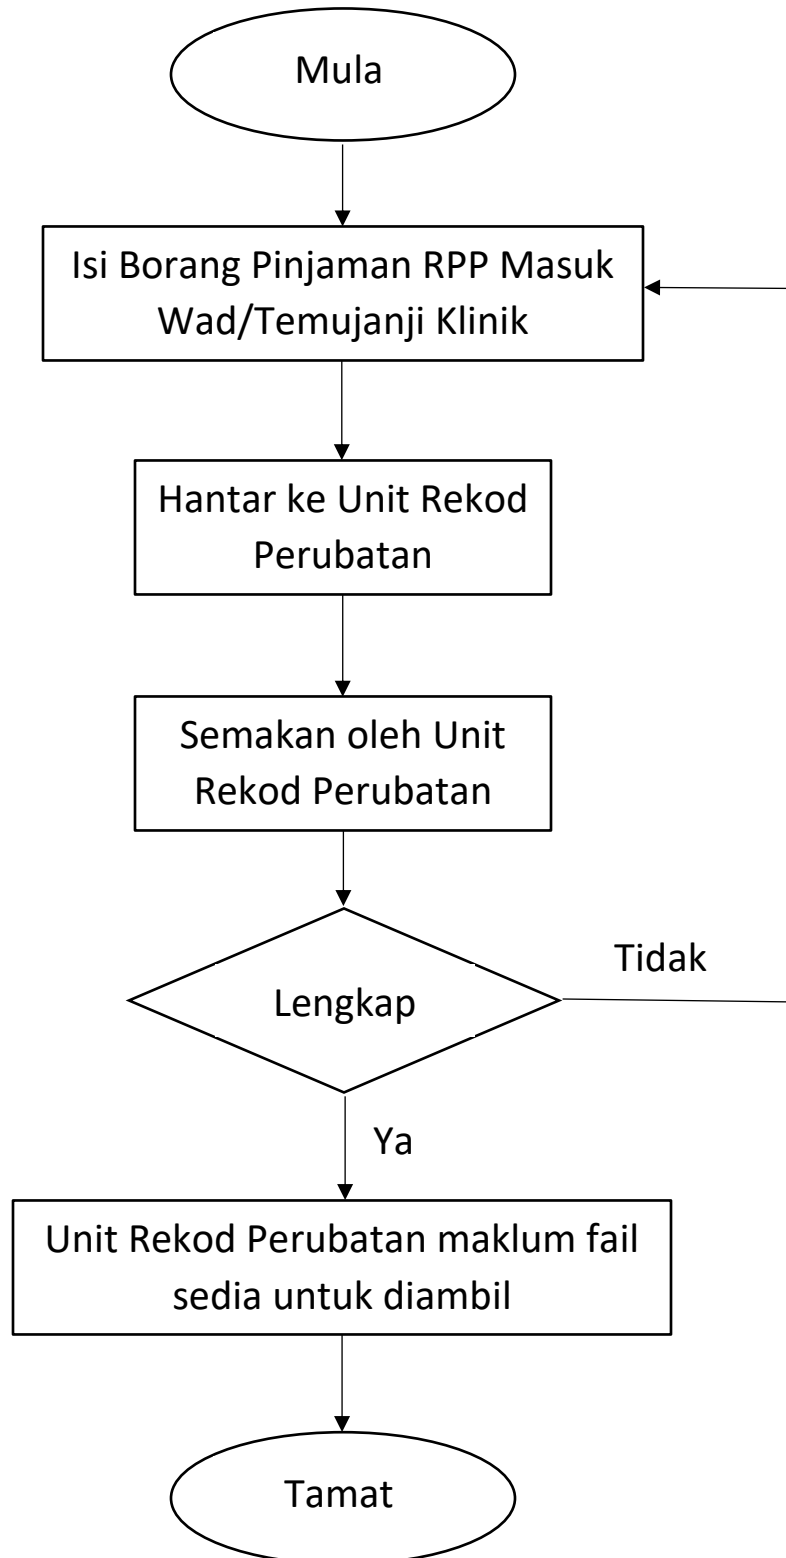 Mula
Isi Borang Pinjaman RPP Masuk
Wad/Temujanji Klinik
Hantar ke Unit Rekod
Perubatan
Semakan oleh Unit
Rekod Perubatan
Lengkap
Tidak
Ya
Unit Rekod Perubatan maklum fail
sedia untuk diambil
Tamat